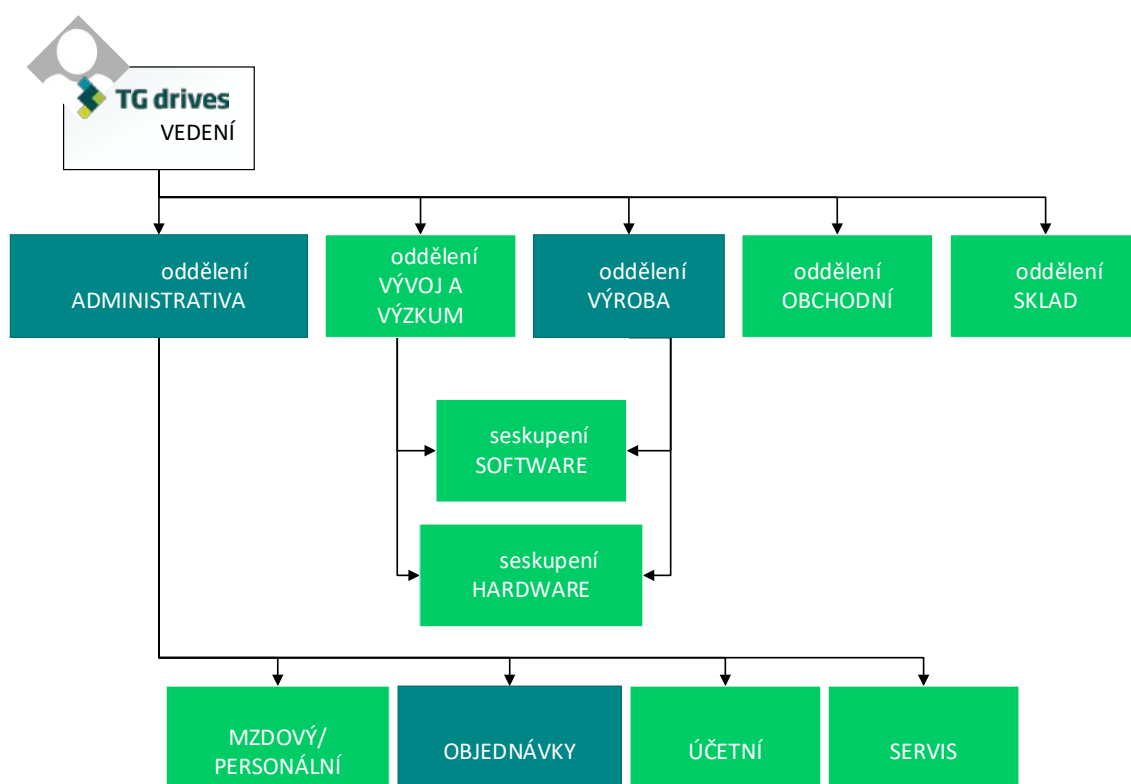 TG drives
VEDENÍ
oddělení
ADMINISTRATIVA
oddělení
VÝVOJ A
VÝZKUM
oddělení
VÝROBA
oddělení
OBCHODNÍ
oddělení
SKLAD
seskupení
SOFTWARE
seskupení
HARDWARE
MZDOVÝ/
PERSONÁLNÍ
OBJEDNÁVKY
ÚČETNÍ
SERVIS